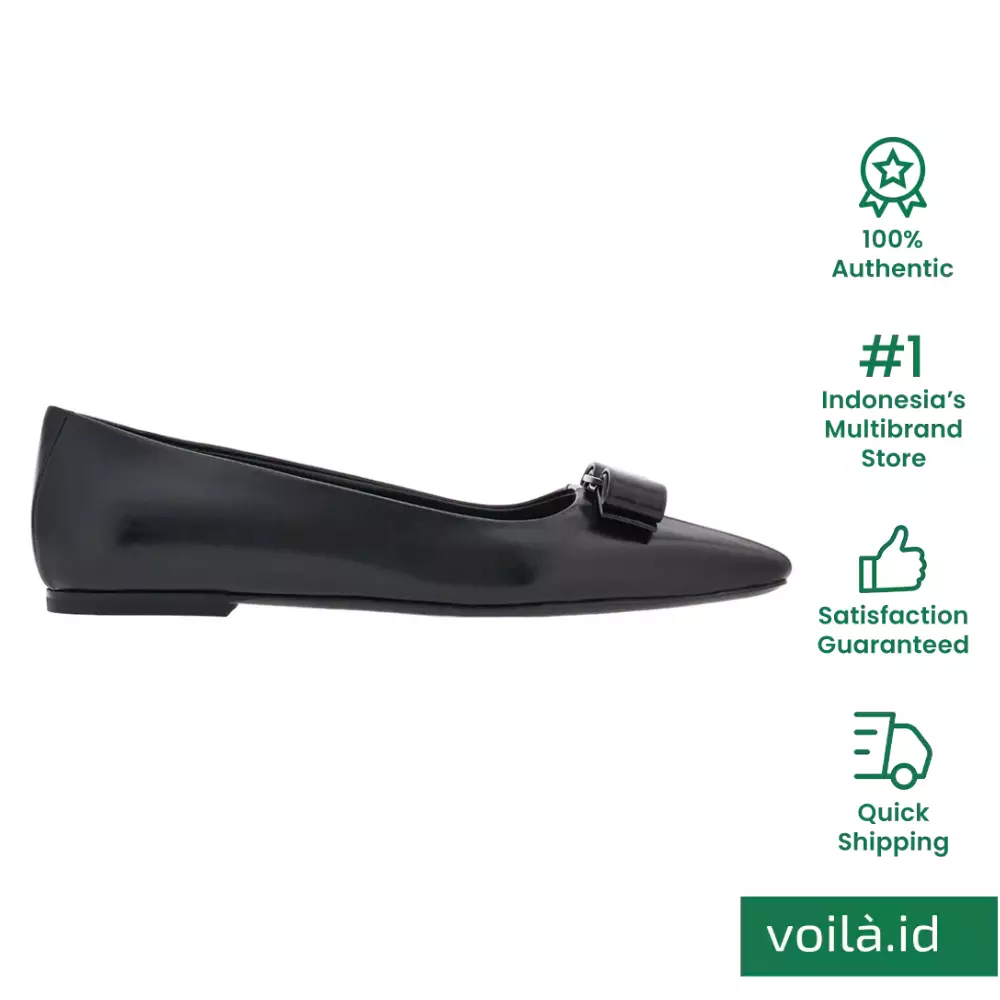 100%
Authentic
#1
Indonesia's
Multibrand
Store
Satisfaction
Guaranteed
Quick
Shipping
voilà.id